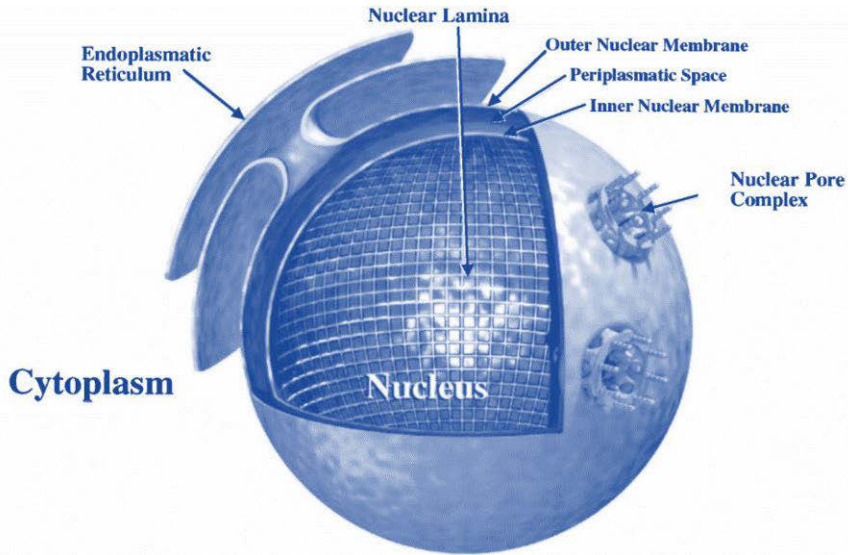 Nuclear Lamina
Endoplasmatic
Reticulum
Outer Nuclear Membrane
Periplasmatic Space
Inner Nuclear Membrane
Nuclear Pore
Complex
Cytoplasm
Nucleus